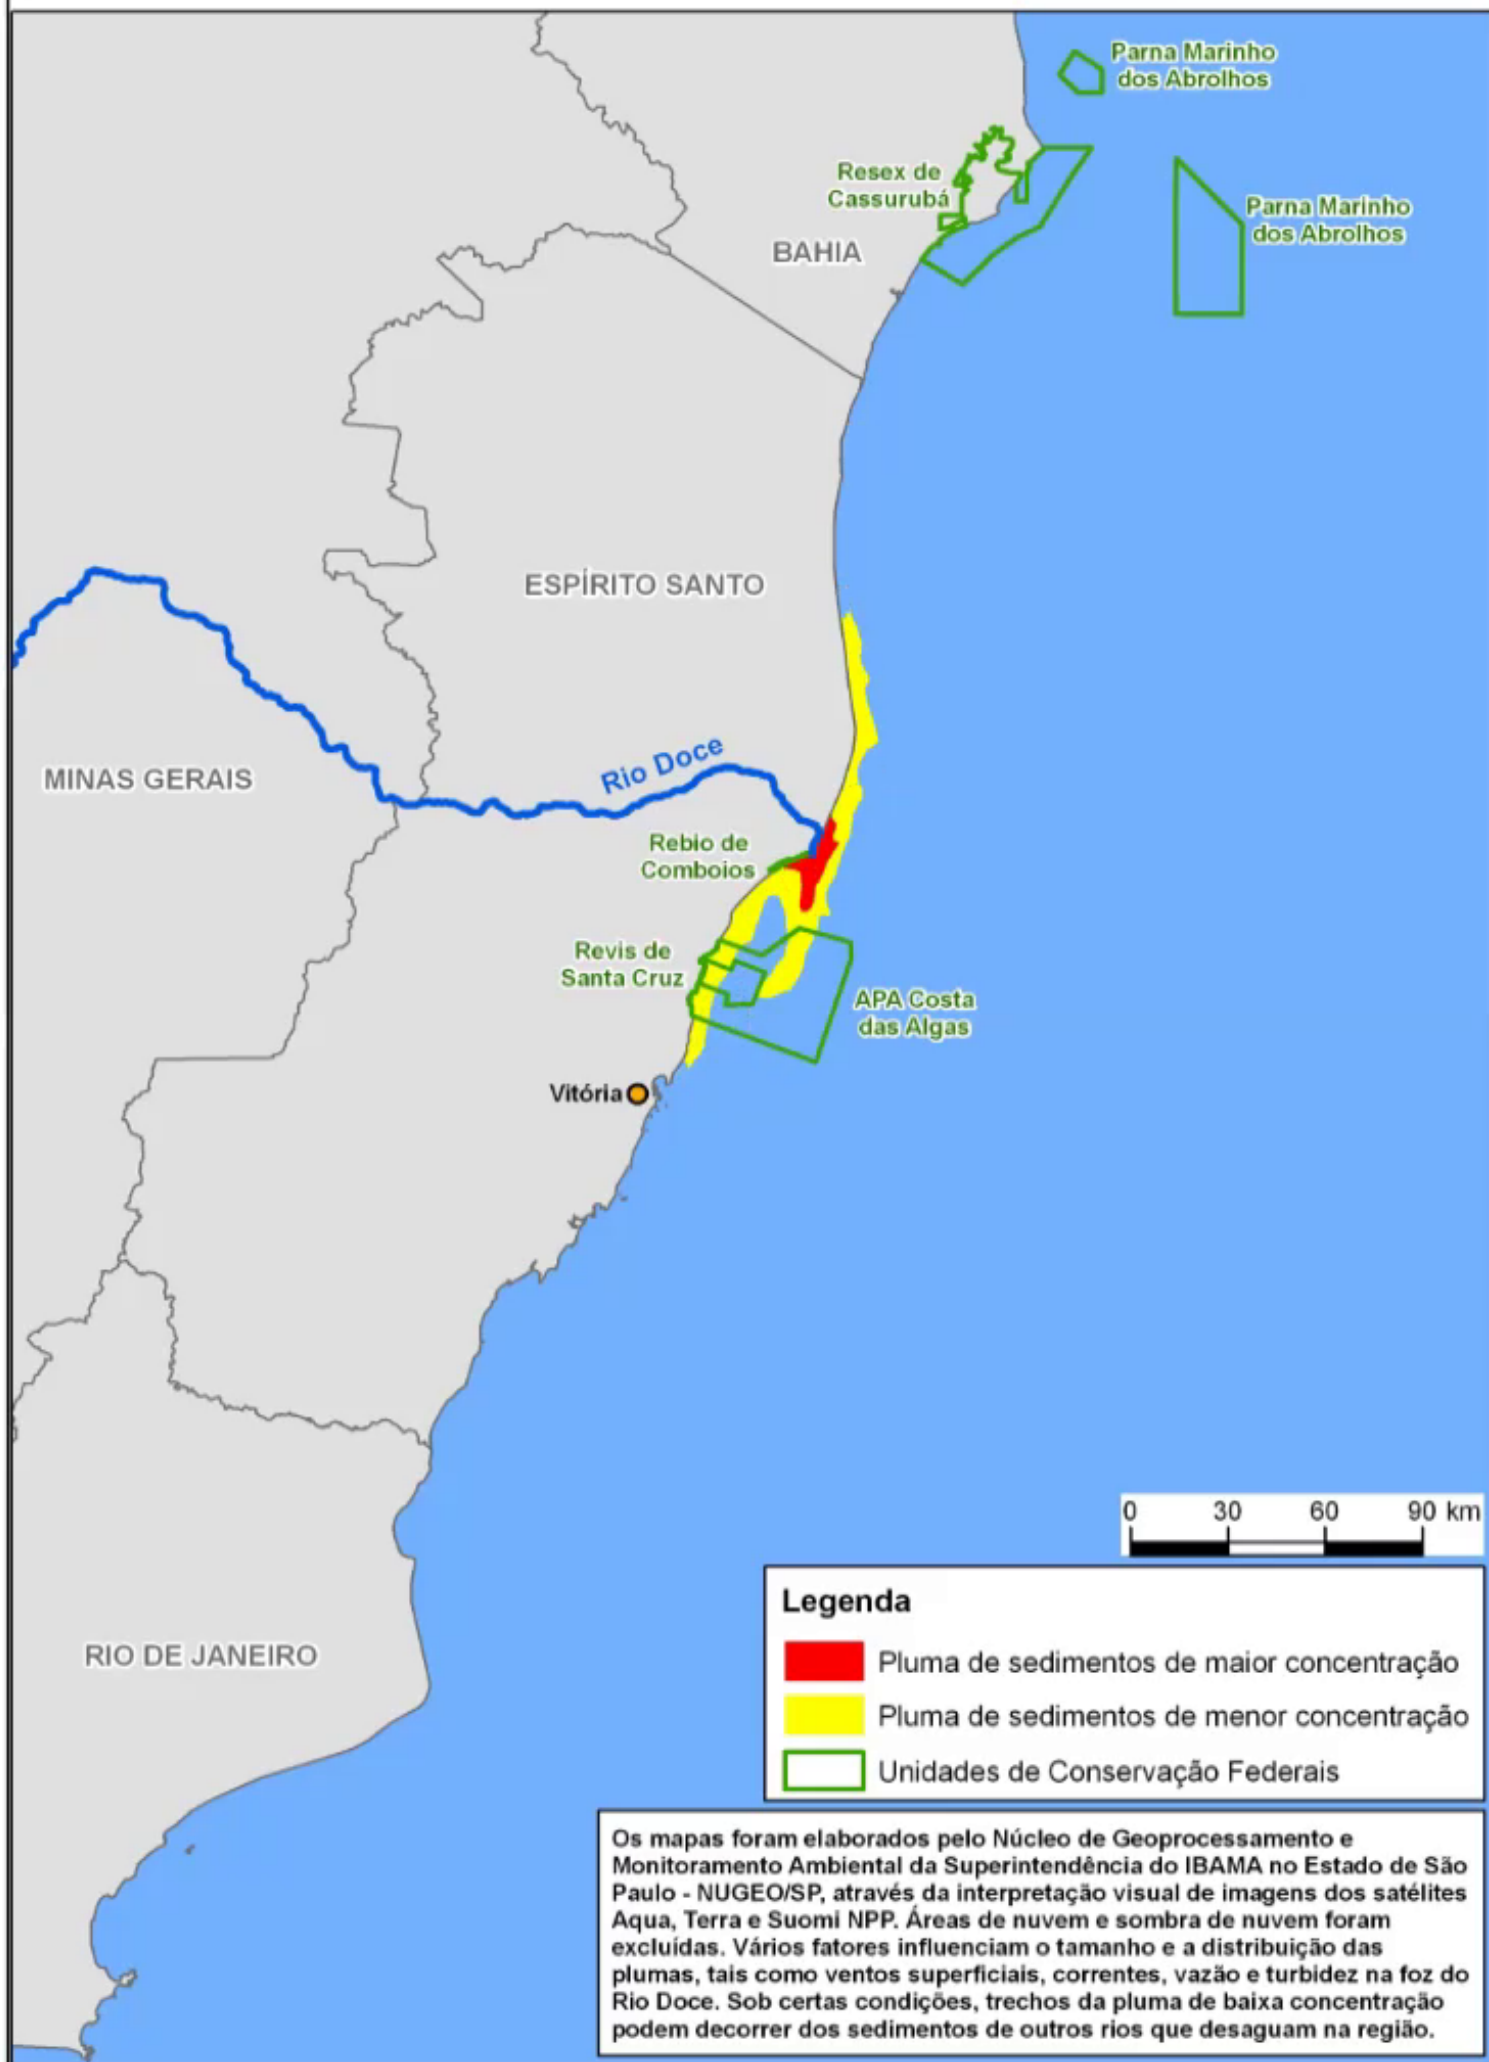 Parna Marinho
dos Abrolhos
Resex de
Cassurubá
Parna Marinho
dos Abrolhos
BAHIA
ESPÍRITO SANTO
MINAS GERAIS
Rio Doce
Rebio de
Comboios
Revis de
Santa Cruz
APA Costa
das Algas
Vitória
RIO DE JANEIRO
0 30 60 90 km
Legenda
Pluma de sedimentos de maior concentração
Pluma de sedimentos de menor concentração
Unidades de Conservação Federais
Os mapas foram elaborados pelo Núcleo de Geoprocessamento e
Monitoramento Ambiental da Superintendência do IBAMA no Estado de São
Paulo - NUGEO/SP, através da interpretação visual de imagens dos satélites
Aqua, Terra e Suomi NPP. Áreas de nuvem e sombra de nuvem foram
excluídas. Vários fatores influenciam o tamanho e a distribuição das
plumas, tais como ventos superficiais, correntes, vazão e turbidez na foz do
Rio Doce. Sob certas condições, trechos da pluma de baixa concentração
podem decorrer dos sedimentos de outros rios que desaguam na região.